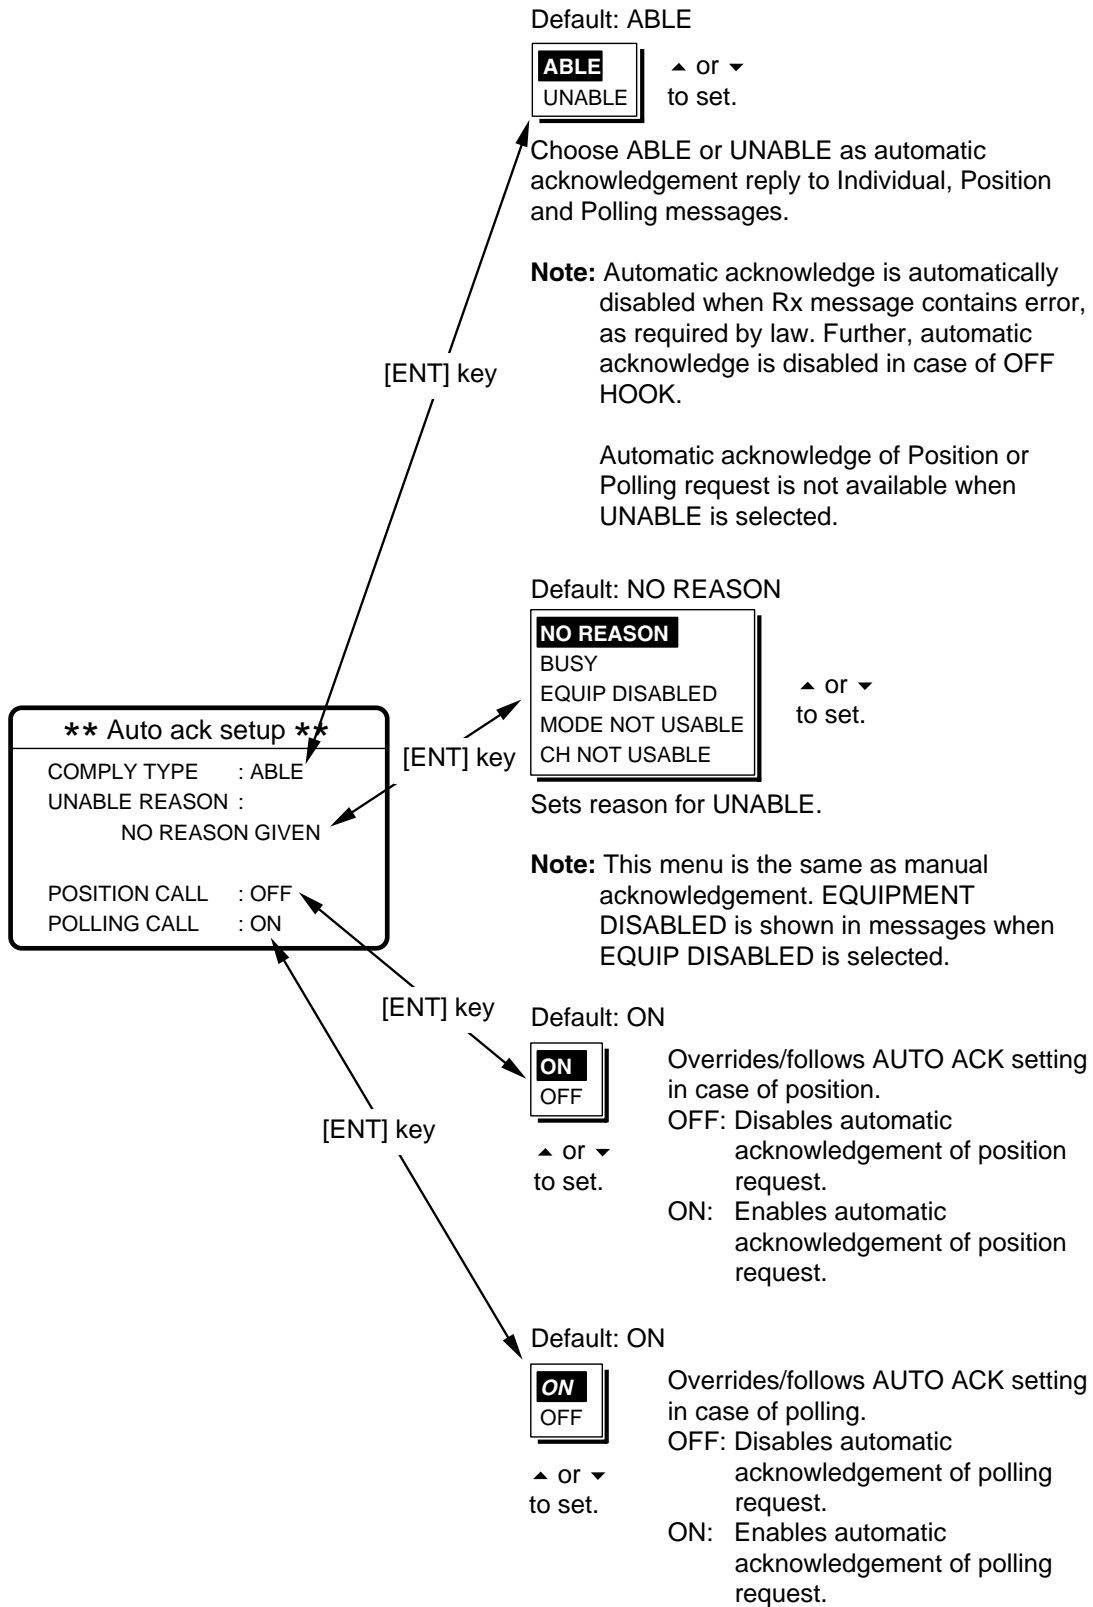 Default: ABLE
ABLE
UNABLE
▲ or ▼
to set.
Choose ABLE or UNABLE as automatic
acknowledgement reply to Individual, Position
and Polling messages.
Note: Automatic acknowledge is automatically
disabled when Rx message contains error,
as required by law. Further, automatic
acknowledge is disabled in case of OFF
HOOK.
Automatic acknowledge of Position or
Polling request is not available when
UNABLE is selected.
[ENT] key
Default: NO REASON
NO REASON
BUSY
EQUIP DISABLED
MODE NOT USABLE
CH NOT USABLE
▲ or ▼
to set.
Sets reason for UNABLE.
Note: This menu is the same as manual
acknowledgement. EQUIPMENT
DISABLED is shown in messages when
EQUIP DISABLED is selected.
[ENT] key
** Auto ack setup **
COMPLY TYPE : ABLE
UNABLE REASON :
NO REASON GIVEN
POSITION CALL : OFF
POLLING CALL : ON
[ENT] key
Default: ON
ON
OFF
▲ or ▼
to set.
Overrides/follows AUTO ACK setting
in case of position.
OFF: Disables automatic
acknowledgement of position
request.
ON: Enables automatic
acknowledgement of position
request.
[ENT] key
Default: ON
ON
OFF
▲ or ▼
to set.
Overrides/follows AUTO ACK setting
in case of polling.
OFF: Disables automatic
acknowledgement of polling
request.
ON: Enables automatic
acknowledgement of polling
request.